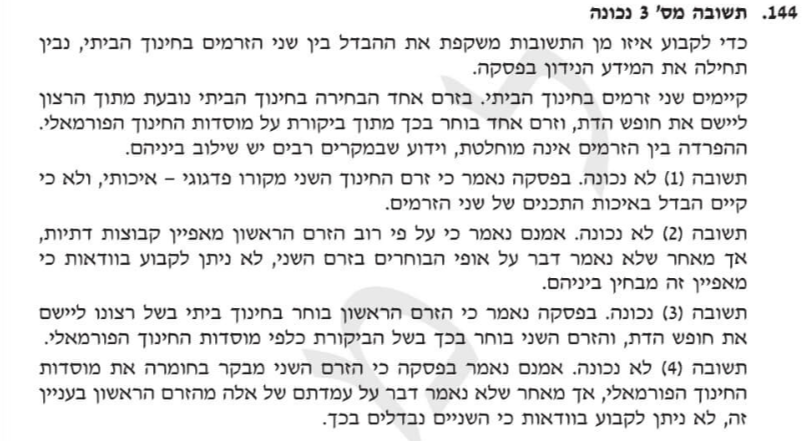 144. תשובה מס' 3 נכונה
כדי לקבוע איזו מן התשובות משקפת את ההבדל בין שני הזרמים בחינוך הביתי, נבין
תחילה את המידע הנידון בפסקה.
קיימים שני זרמים בחינוך הביתי. בזרם אחד הבחירה בחינוך הביתי נובעת מתוך הרצון
ליישם את חופש הדת, וזרם אחד בוחר בכך מתוך ביקורת על מוסדות החינוך הפורמאלי.
ההפרדה בין הזרמים אינה מוחלטת, וידוע שבמקרים רבים יש שילוב ביניהם.
תשובה (1) לא נכונה. בפסקה נאמר כי זרם החינוך השני מקורו פדגוגי – איכותי, ולא כי
קיים הבדל באיכות התכנים של שני הזרמים.
תשובה (2) לא נכונה. אמנם נאמר כי על פי רוב הזרם הראשון מאפיין קבוצות דתיות,
אך מאחר שלא נאמר דבר על אופי הבוחרים בזרם השני, לא ניתן לקבוע בוודאות כי
מאפיין זה מבחין ביניהם.
תשובה (3) נכונה. בפסקה נאמר כי הזרם הראשון בוחר בחינוך ביתי בשל רצונו ליישם
את חופש הדת, והזרם השני בוחר בכך בשל הביקורת כלפי מוסדות החינוך הפורמאלי.
תשובה (4) לא נכונה. אמנם נאמר בפסקה כי הזרם השני מבקר בחומרה את מוסדות
החינוך הפורמאלי, אך מאחר שלא נאמר דבר על עמדתם של אלה מהזרם הראשון בעניין
זה, לא ניתן לקבוע בוודאות כי השניים נבדלים בכך.